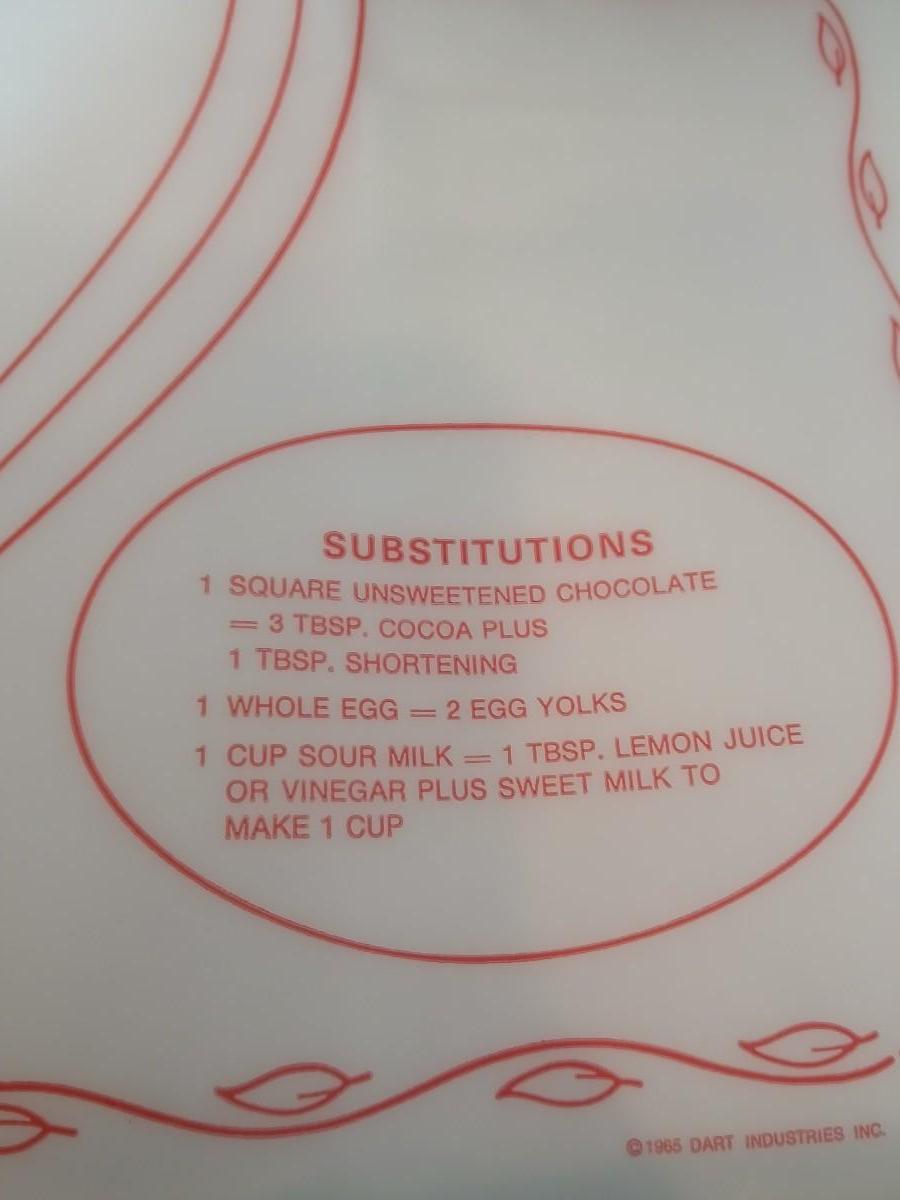 SUBSTITUTIONS
1 SQUARE UNSWEETENED CHOCOLATE
= 3 TBSP. COCOA PLUS
1 TBSP. SHORTENING
1 WHOLE EGG = 2 EGG YOLKS
1 CUP SOUR MILK = 1 TBSP. LEMON JUICE
OR VINEGAR PLUS SWEET MILK TO
MAKE 1 CUP
©1965 DART INDUSTRIES INC.